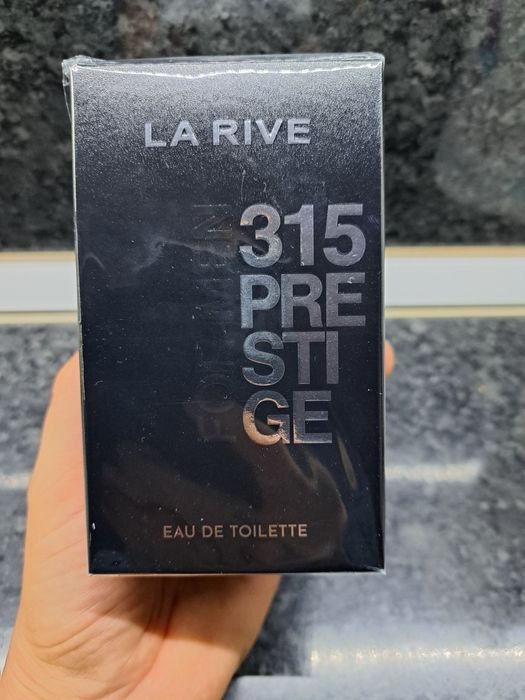 LA RIVE
FOR MEN
315
PRE
STI
GE
EAU DE TOILETTE